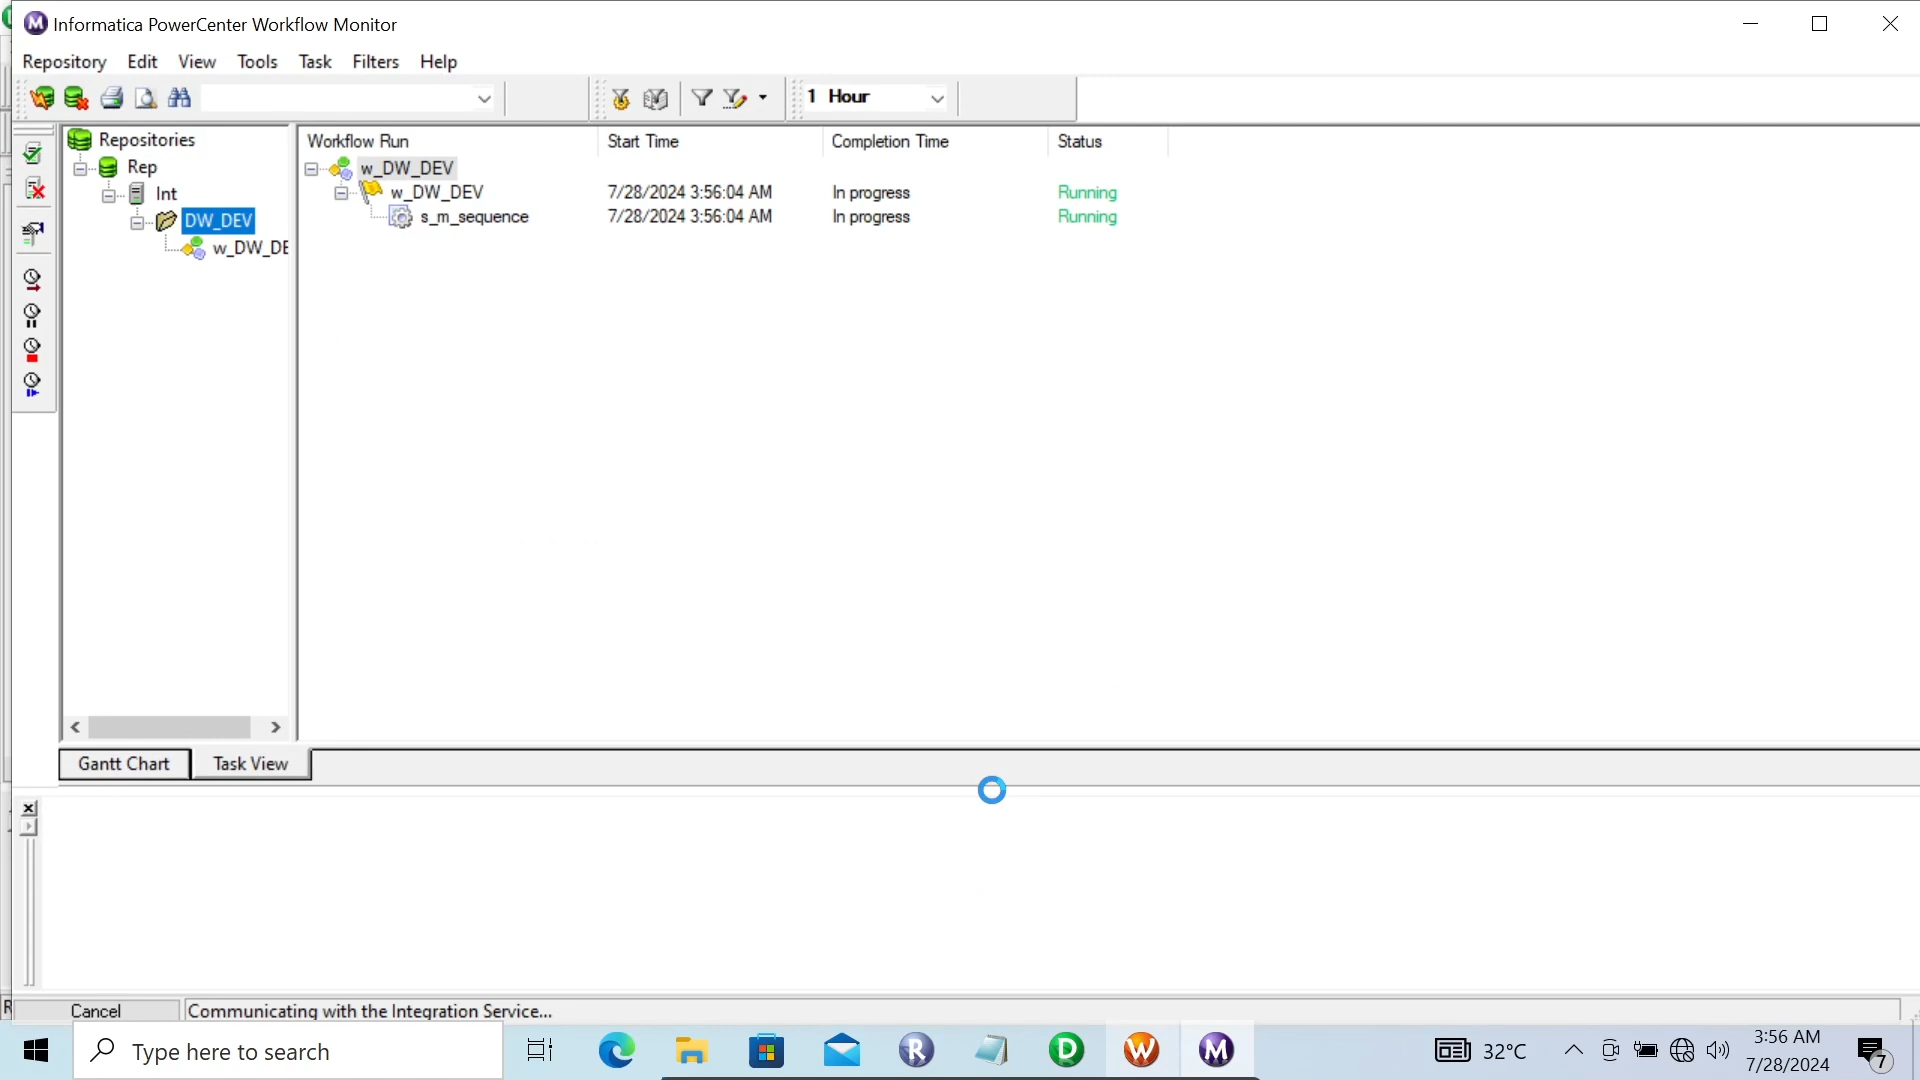 Informatica PowerCenter Workflow Monitor
Repository Edit View Tools Task Filters Help
1 Hour
Repositories
Rep
Int
DW_DEV
w_DW_DE
Workflow Run Start Time Completion Time Status
w_DW_DEV
w_DW_DEV 7/28/2024 3:56:04 AM In progress Running
s_m_sequence 7/28/2024 3:56:04 AM In progress Running
Gantt Chart Task View
Cancel Communicating with the Integration Service...
Type here to search
32°C
3:56 AM
7/28/2024
7